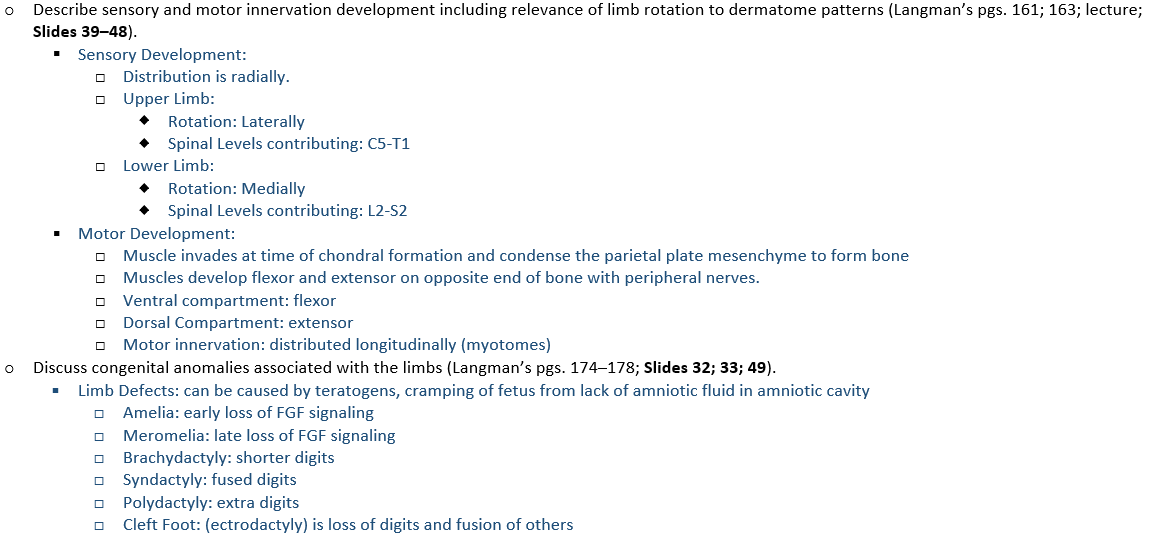 o Describe sensory and motor innervation development including relevance of limb rotation to dermatome patterns (Langman's pgs. 161; 163; lecture;
Slides 39–48).
▪ Sensory Development:
□ Distribution is radially.
□ Upper Limb:
◆ Rotation: Laterally
◆ Spinal Levels contributing: C5-T1
□ Lower Limb:
◆ Rotation: Medially
◆ Spinal Levels contributing: L2-S2
▪ Motor Development:
□ Muscle invades at time of chondral formation and condense the parietal plate mesenchyme to form bone
□ Muscles develop flexor and extensor on opposite end of bone with peripheral nerves.
□ Ventral compartment: flexor
□ Dorsal Compartment: extensor
□ Motor innervation: distributed longitudinally (myotomes)
o Discuss congenital anomalies associated with the limbs (Langman's pgs. 174–178; Slides 32; 33; 49).
▪ Limb Defects: can be caused by teratogens, cramping of fetus from lack of amniotic fluid in amniotic cavity
□ Amelia: early loss of FGF signaling
□ Meromelia: late loss of FGF signaling
□ Brachydactyly: shorter digits
□ Syndactyly: fused digits
□ Polydactyly: extra digits
□ Cleft Foot: (ectrodactyly) is loss of digits and fusion of others